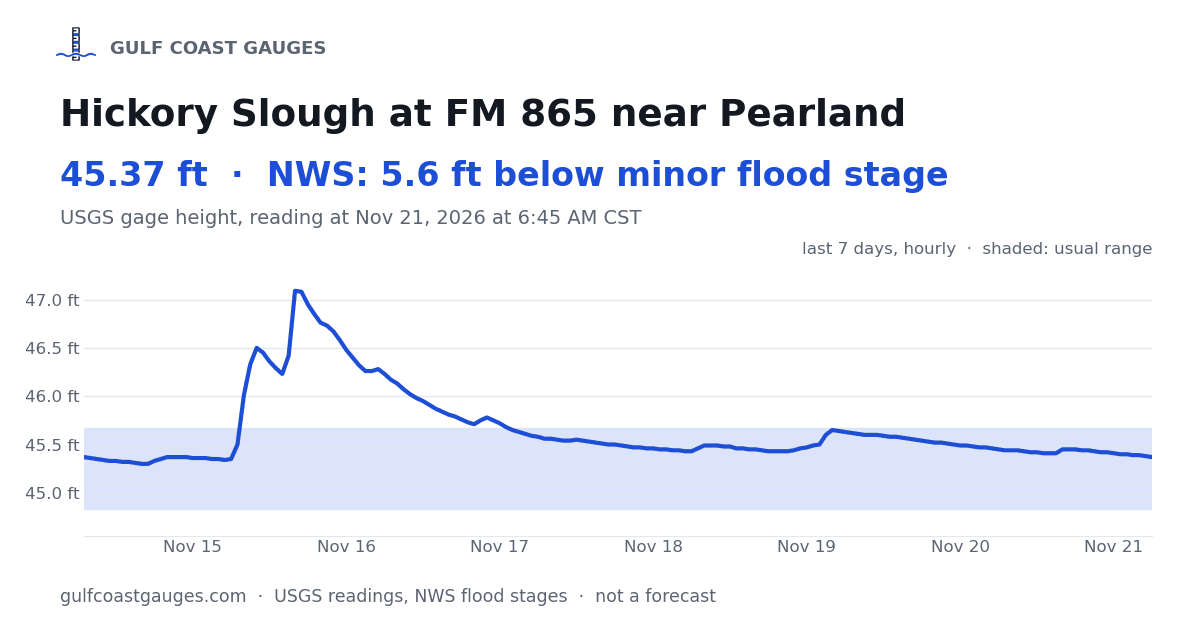 GULF COAST GAUGES
Hickory Slough at FM 865 near Pearland
45.37 ft · NWS: 5.6 ft below minor flood stage
USGS gage height, reading at Nov 21, 2026 at 6:45 AM CST
last 7 days, hourly · shaded: usual range
47.0 ft
46.5 ft
46.0 ft
45.5 ft
45.0 ft
Nov 15 Nov 16 Nov 17 Nov 18 Nov 19 Nov 20 Nov 21
gulfcoastgauges.com · USGS readings, NWS flood stages · not a forecast